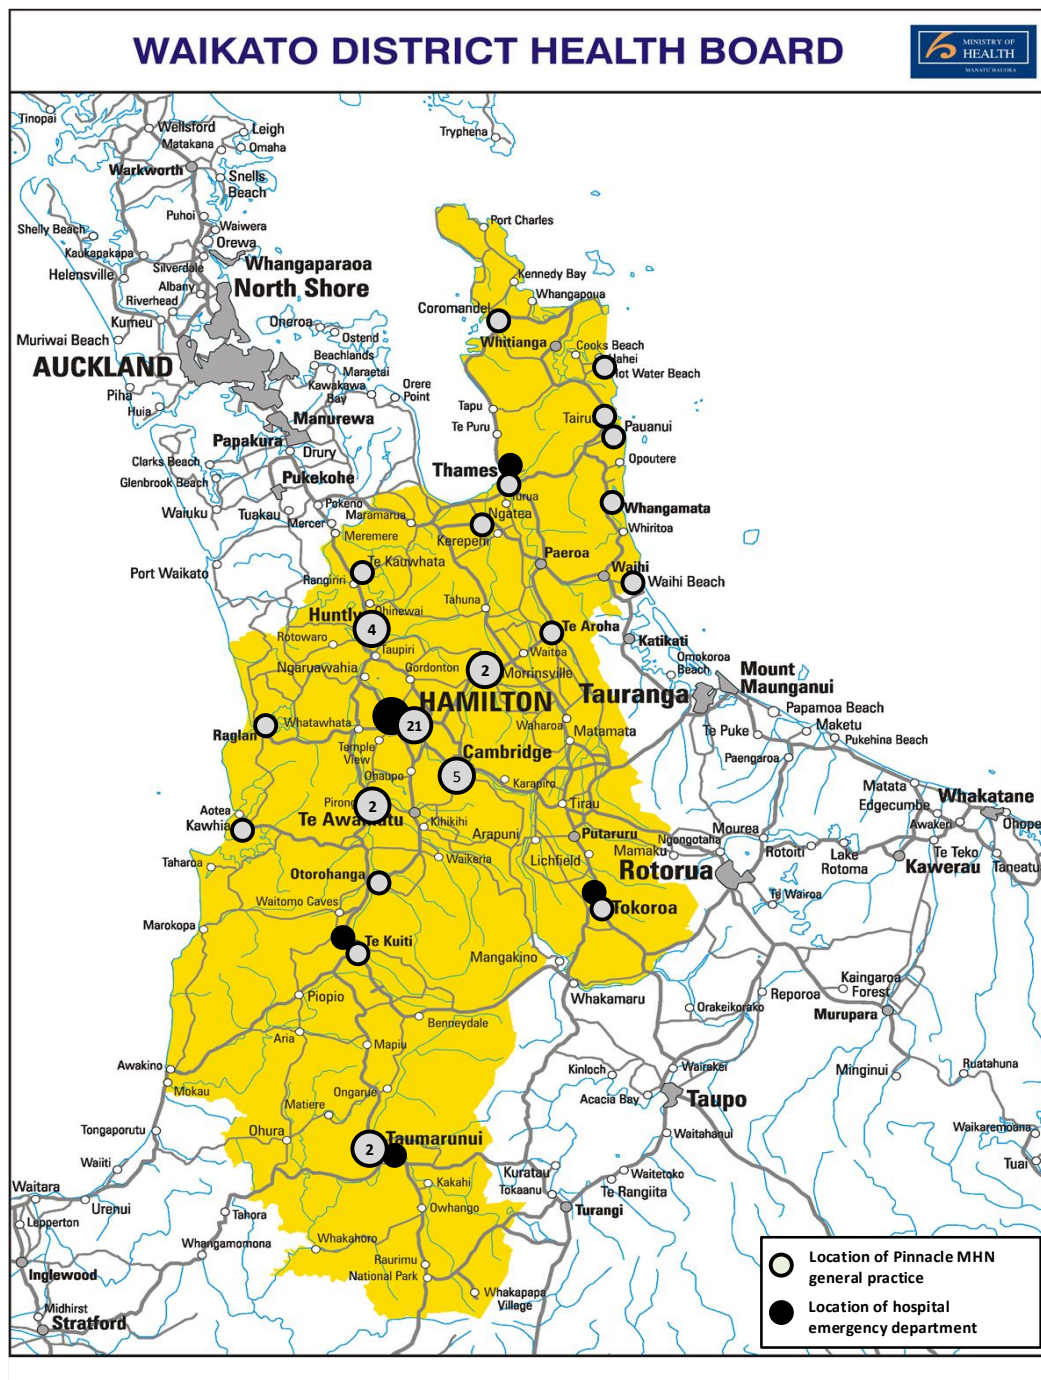 WAIKATO DISTRICT HEALTH BOARD
MINISTRY OF
HEALTH
MANATŪ HAUORA
Tinopai
Wellsford
Leigh
Matakana
Omaha
Tryphena
Warkworth
Snells
Beach
Puhoi
Port Charles
Shelly Beach
Waiwera
Orewa
Kaukapakapa
Silverdale
Whangaparaoa
Helensville
Kennedy Bay
Albany
North Shore
Riverhead
Whangapoua
Coromandel
Kumeu
Oneroa
Muriwai Beach
Ostend
Whitianga
Cooks Beach
Beachlands
Hahei
AUCKLAND
Maraetai
Hot Water Beach
Kawakawa
Bay
Orere
Point
Piha
Huia
Tapu
Manurewa
Tairu
Te Puru
Pauanui
Papakura
Drury
Clarks Beach
Opoutere
Glenbrook Beach
Pukekohe
Thames
Turua
Waiuku
Tuakau
Pokeno
Mercer
Maramarua
Ngatea
Whangamata
Meremere
Kerepehi
Whiritoa
Paeroa
Port Waikato
Te Kauwhata
Waihi
Rangiriri
Waihi Beach
Tahuna
Huntly
Ohinewai
4
Te Aroha
Rotowaro
Katikati
Taupiri
Waitoa
Omokoroa
Beach
Ngaruawahia
Gordonton
2
Morrinsville
Mount
Maunganui
Tauranga
HAMILTON
Papamoa Beach
21
Raglan
Whatawhata
Waharoa
Matamata
Te Puke
Maketu
Pukehina Beach
Temple
View
Cambridge
Paengaroa
Ohaupo
5
Karapiro
Matata
Whakatane
Aotea
Pirong
2
Tirau
Edgecumbe
Kawhia
Te Awamutu
Kihikihi
Arapuni
Putaruru
Mourea
Awaken
Ohope
Ngongotaha
Rotoiti
Te Teko
Lichfield
Mamaku
Lake
Rotoma
Taharoa
Waikeria
Rotorua
Kawerau
Taneatu
Otorohanga
Te Wairoa
Waitomo Caves
Tokoroa
Marokopa
Te Kuiti
Mangakino
Kaingaroa
Forest
Piopio
Whakamaru
Reporoa
Orakeikorako
Murupara
Benneydale
Aria
Mapiu
Awakino
Kinloch
Wairakei
Minginui
Ruatahuna
Mokau
Ongarue
Acacia Bay
Taupo
Matiere
Tongaporutu
Ohura
Taumarunui
2
Waitahanui
Waikaremoana
Waiiti
Kuratau
Waitetoko
Tuai
Waitara
Kakahi
Tokaanu
Te Rangiita
Urenui
Owhango
Turangi
Lepperton
Tahora
Whangamomona
Whakahoro
Raurimu
Inglewood
National Park
Whakapapa
Village
Midhirst
Stratford
Location of Pinnacle MHN
general practice
Location of hospital
emergency department